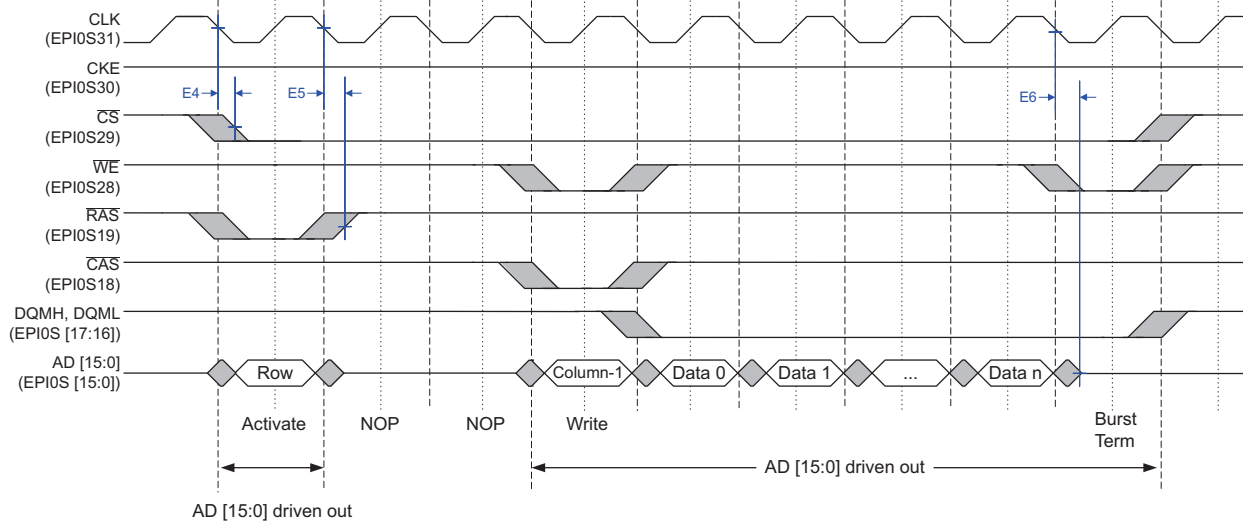 CLK
(EPI0S31)
CKE
(EPI0S30)
E4
E5
E6
CS
(EPI0S29)
WE
(EPI0S28)
RAS
(EPI0S19)
CAS
(EPI0S18)
DQMH, DQML
(EPI0S [17:16])
AD [15:0]
(EPI0S [15:0])
Row
Column-1
Data 0
Data 1
...
Data n
Activate
NOP
NOP
Write
Burst
Term
AD [15:0] driven out
AD [15:0] driven out